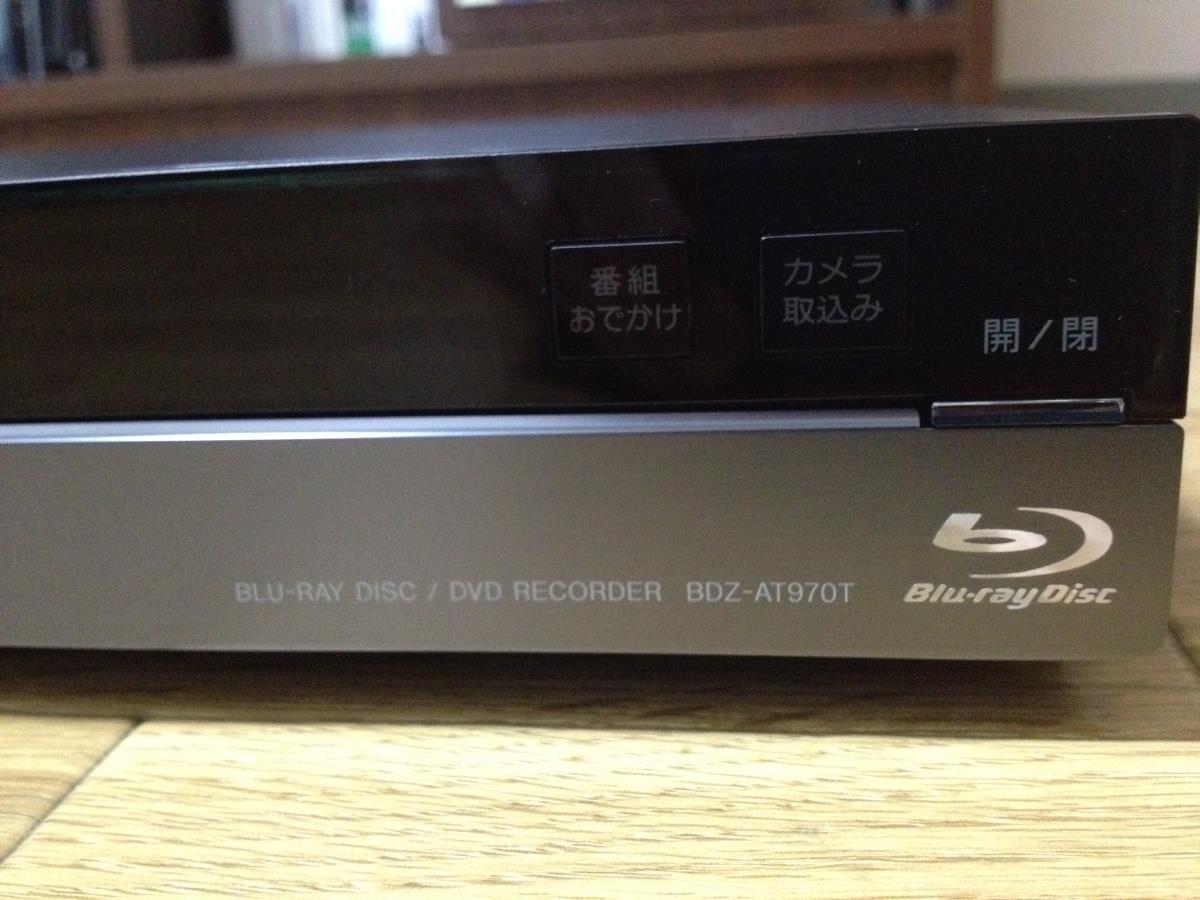 番組
おでかけ
カメラ
取込み
開/閉
BLU-RAY DISC / DVD RECORDER BDZ-AT970T
Blu-ray Disc